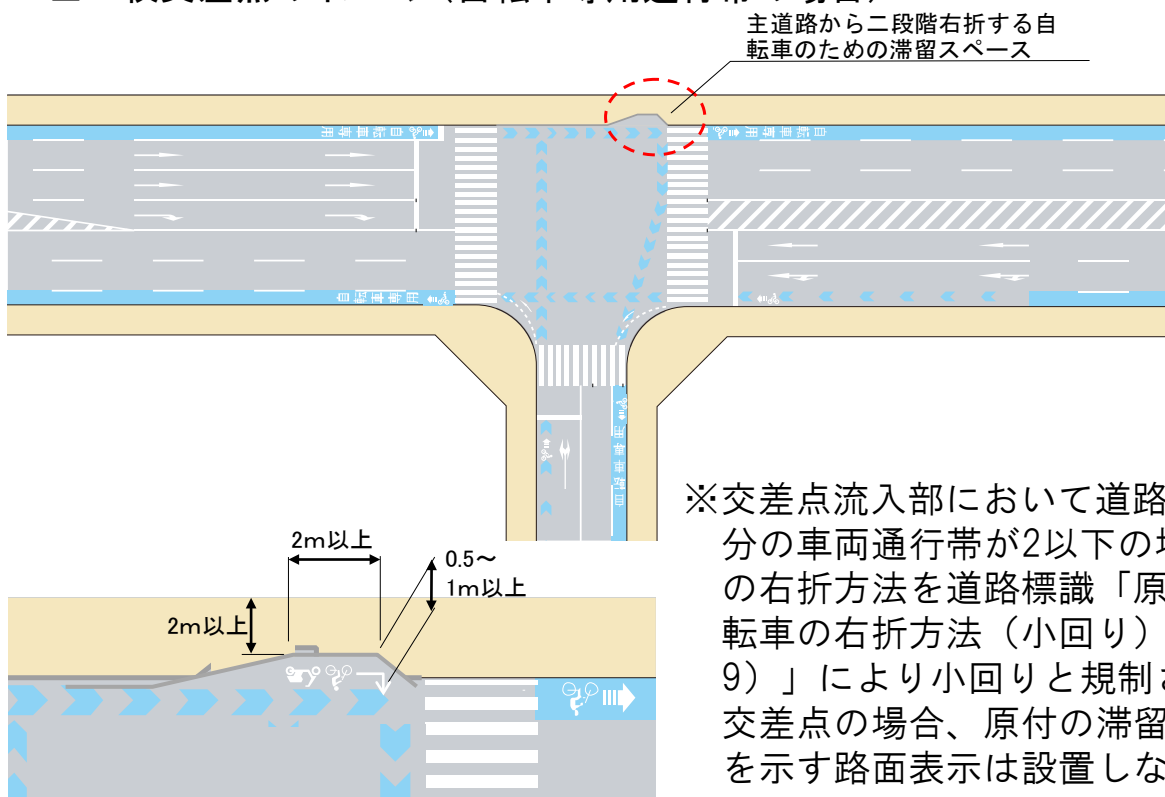 主道路から二段階右折する自
転車のための滞留スペース
自転車専用
自転車専用
自転車専用
自転車専用
2m以上
0.5～
1m以上
2m以上
※交差点流入部において道路
分の車両通行帯が2以下の
の右折方法を道路標識「原
転車の右折方法（小回り）
9）」により小回りと規制
交差点の場合、原付の滞留
を示す路面表示は設置しな